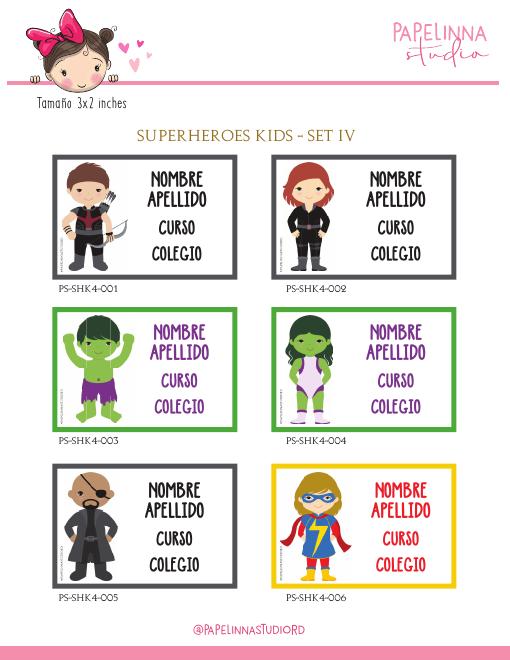 PAPELINNA
studio
Tamaño 3x2 inches
SUPERHEROES KIDS - SET IV
NOMBRE
APELLIDO
CURSO
COLEGIO
PS-SHK4-001
NOMBRE
APELLIDO
CURSO
COLEGIO
PS-SHK4-002
NOMBRE
APELLIDO
CURSO
COLEGIO
PS-SHK4-003
NOMBRE
APELLIDO
CURSO
COLEGIO
PS-SHK4-004
NOMBRE
APELLIDO
CURSO
COLEGIO
PS-SHK4-005
NOMBRE
APELLIDO
CURSO
COLEGIO
PS-SHK4-006
@PAPELINNASTUDIORD